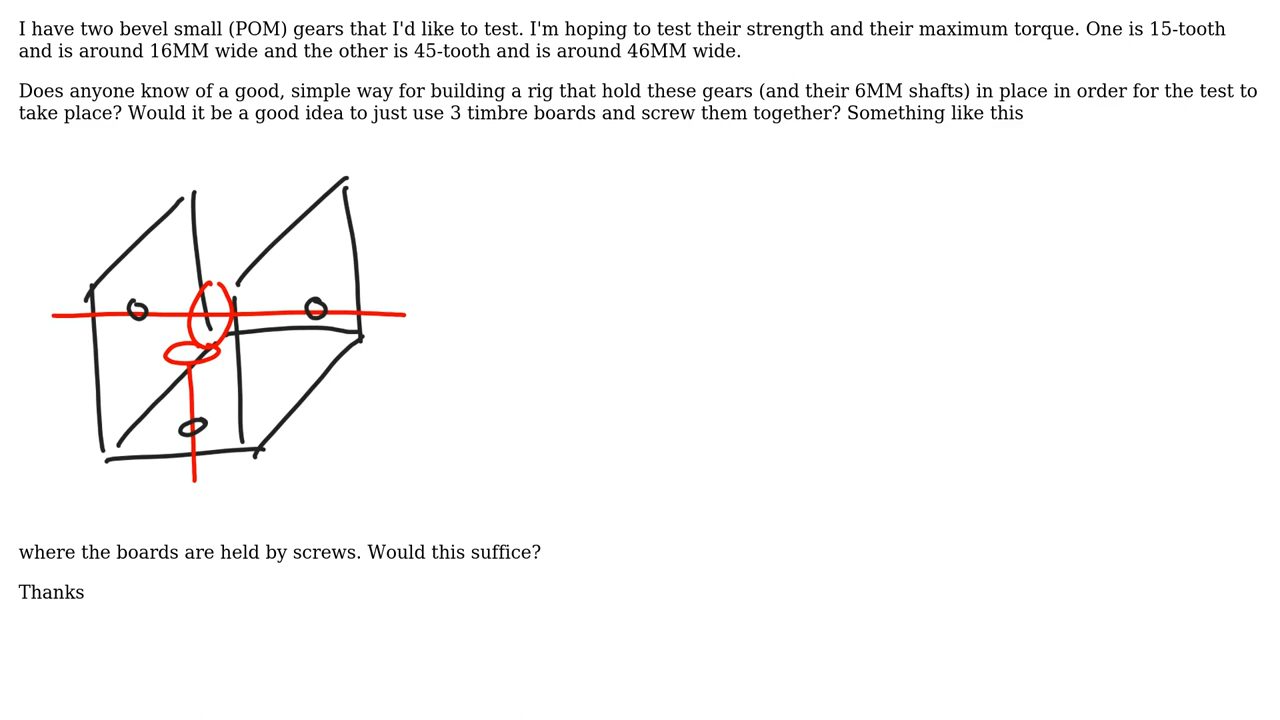 I have two bevel small (POM) gears that I'd like to test. I'm hoping to test their strength and their maximum torque. One is 15-tooth
and is around 16MM wide and the other is 45-tooth and is around 46MM wide.
Does anyone know of a good, simple way for building a rig that hold these gears (and their 6MM shafts) in place in order for the test to
take place? Would it be a good idea to just use 3 timbre boards and screw them together? Something like this
where the boards are held by screws. Would this suffice?
Thanks